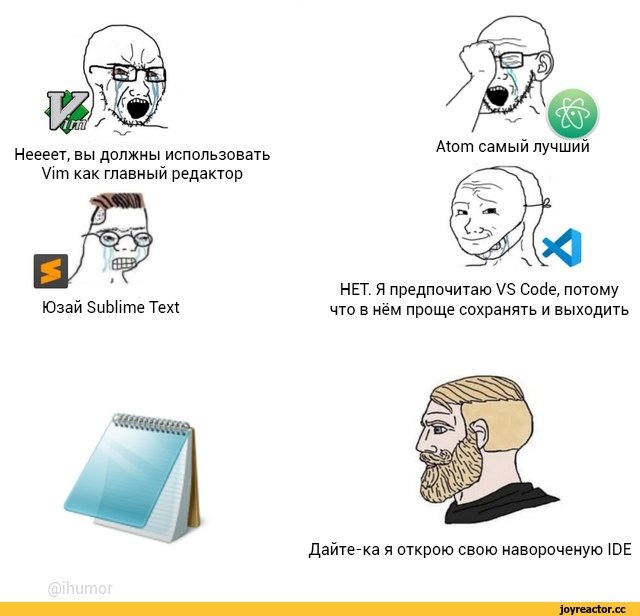 Vim
Неееет, вы должны использовать
Vim как главный редактор
Atom самый лучший
Юзай Sublime Text
НЕТ. Я предпочитаю VS Code, потому
что в нём проще сохранять и выходить
Дайте-ка я открою свою навороченую IDE
@ihumor
joyreactor.cc